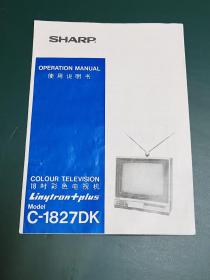 SHARP
OPERATION MANUAL
使用说明书
COLOUR TELEVISION
18吋彩色电视机
Linytron plus
Model
C-1827DK